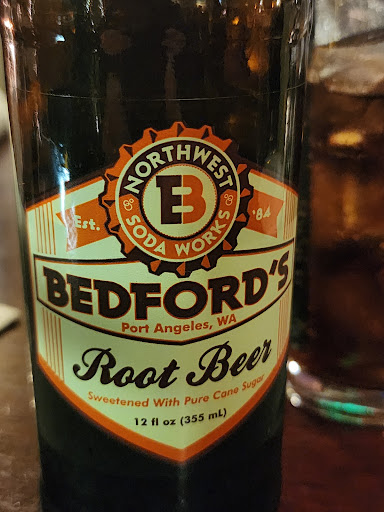 NORTHWEST
B
SODA WORKS
Est. '84
BEDFORD'S
Port Angeles, WA
Root Beer
Sweetened With Pure Cane Sugar
12 fl oz (355 mL)